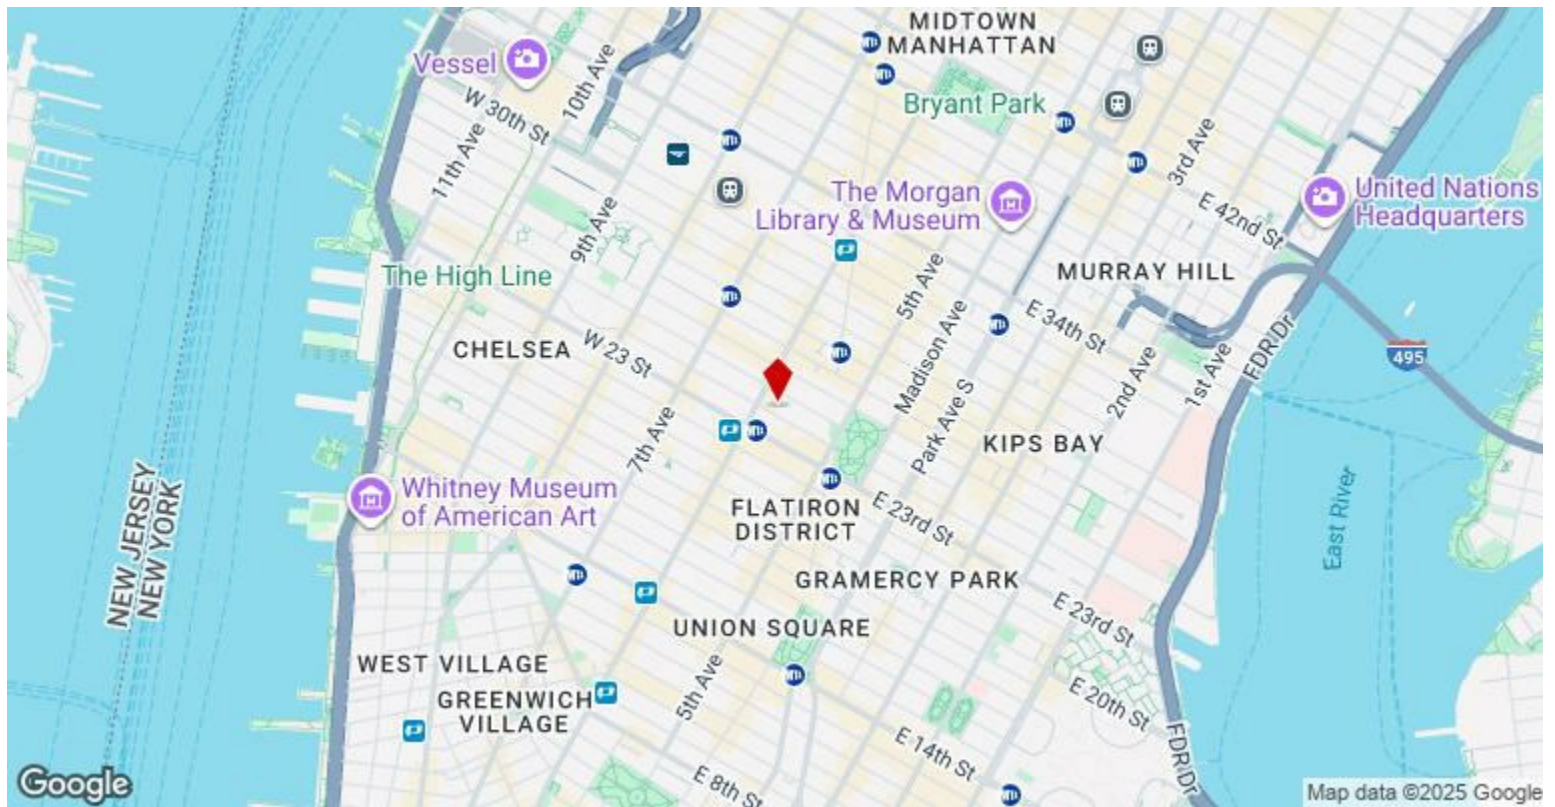 MIDTOWN
MANHATTAN
Vessel
10th Ave
W 30th St
11th Ave
Bryant Park
3rd Ave
The Morgan
Library & Museum
United Nations
Headquarters
E 42nd St
9th Ave
The High Line
5th Ave
MURRAY HILL
Madison Ave
E 34th St
FDR Dr
495
CHELSEA
W 23 St
2nd Ave
1st Ave
Park Ave S
7th Ave
KIPS BAY
Whitney Museum
of American Art
FLATIRON
DISTRICT
E 23rd St
NEW JERSEY
NEW YORK
East River
GRAMERCY PARK
E 23rd St
UNION SQUARE
WEST VILLAGE
GREENWICH
VILLAGE
5th Ave
E 20th St
E 14th St
FDR Dr
E 8th St
Google
Map data ©2025 Google